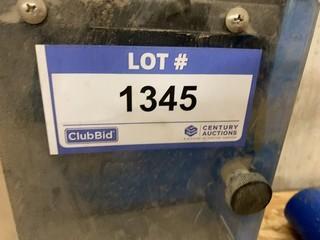 LOT #
1345
ClubBid
CENTURY
AUCTIONS